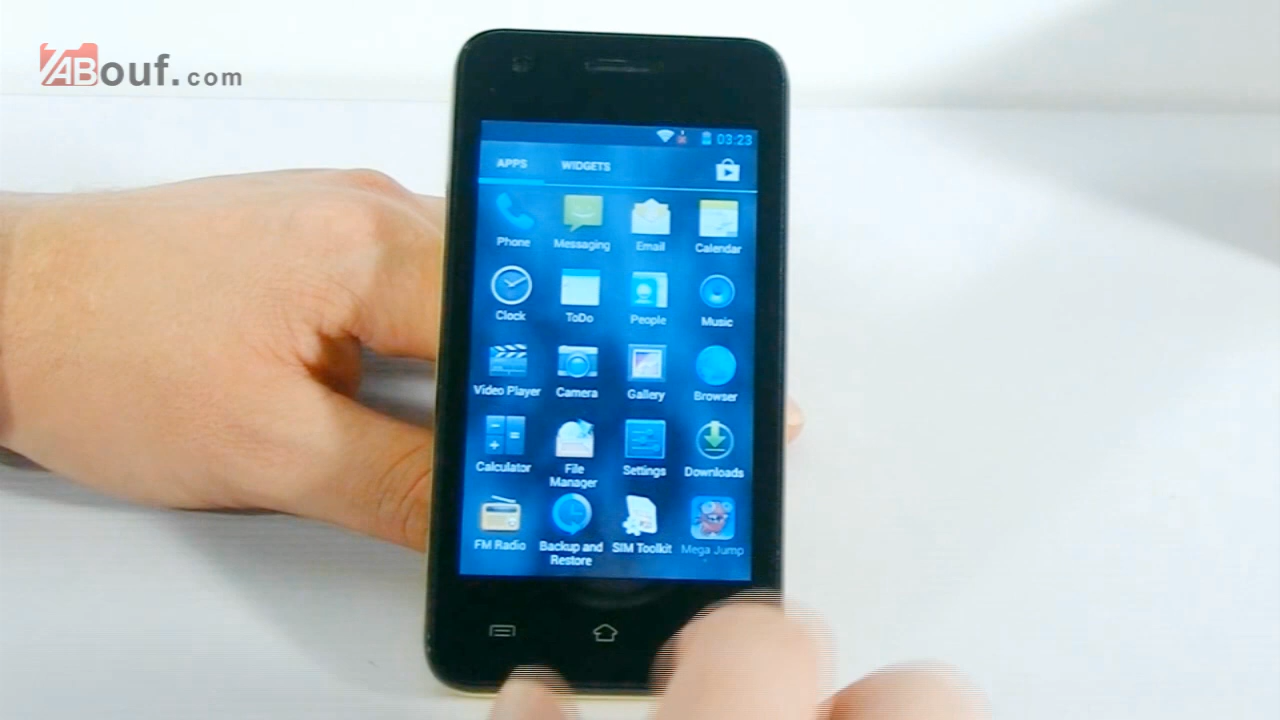 TABouf.com
03:23
APPS WIDGETS
Phone Messaging Email Calendar
Clock ToDo People Music
Video Player Camera Gallery Browser
Calculator File Manager Settings Downloads
FM Radio Backup and Restore SIM Toolkit Mega Jump